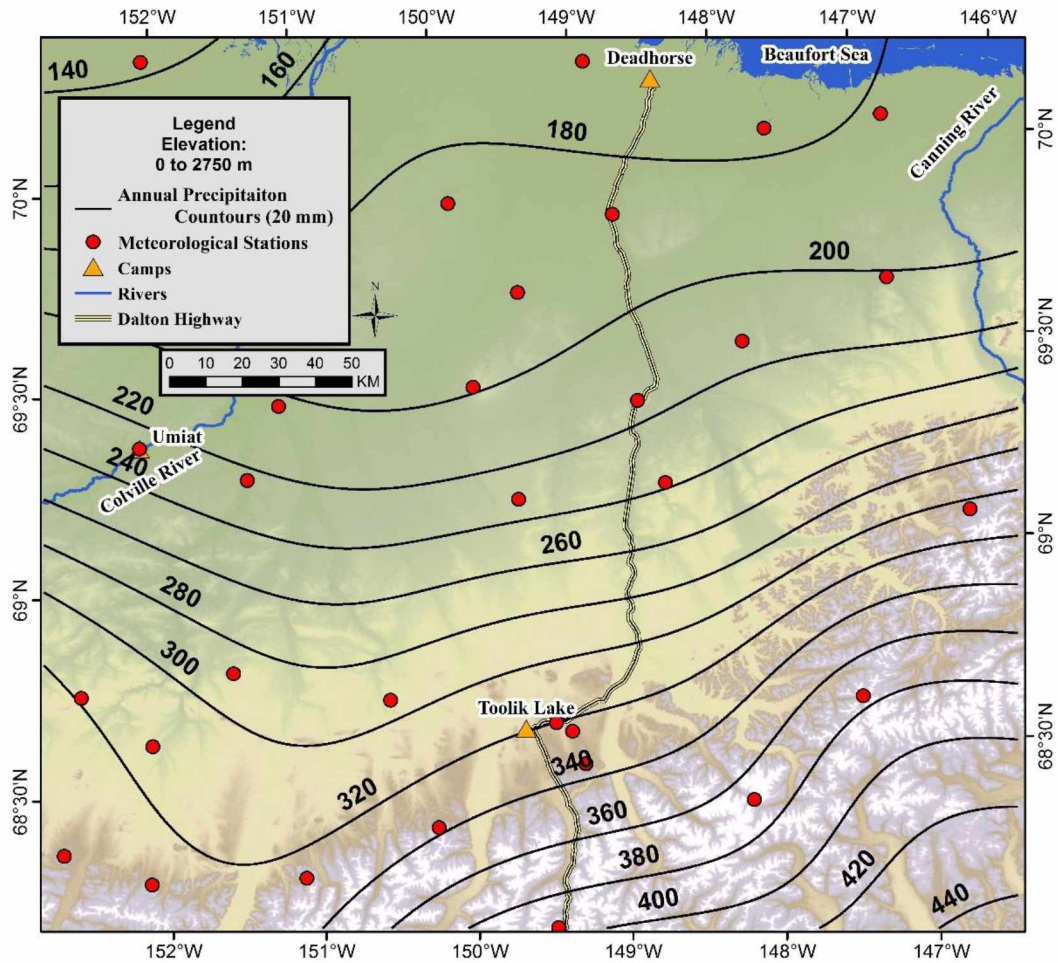 152°W 151°W 150°W 149°W 148°W 147°W 146°W
Deadhorse
Beaufort Sea
Canning River
140
160
180
200
Legend
Elevation:
0 to 2750 m
Annual Precipitaiton
Countours (20 mm)
Meteorological Stations
Camps
Rivers
Dalton Highway
N
0 10 20 30 40 50
KM
70°N
69°30'N
69°N
68°30'N
70°N
69°30'N
69°N
68°30'N
220
Umiat
240
Colville River
260
280
300
Toolik Lake
320
340
360
380
400
420
440
152°W 151°W 150°W 149°W 148°W 147°W